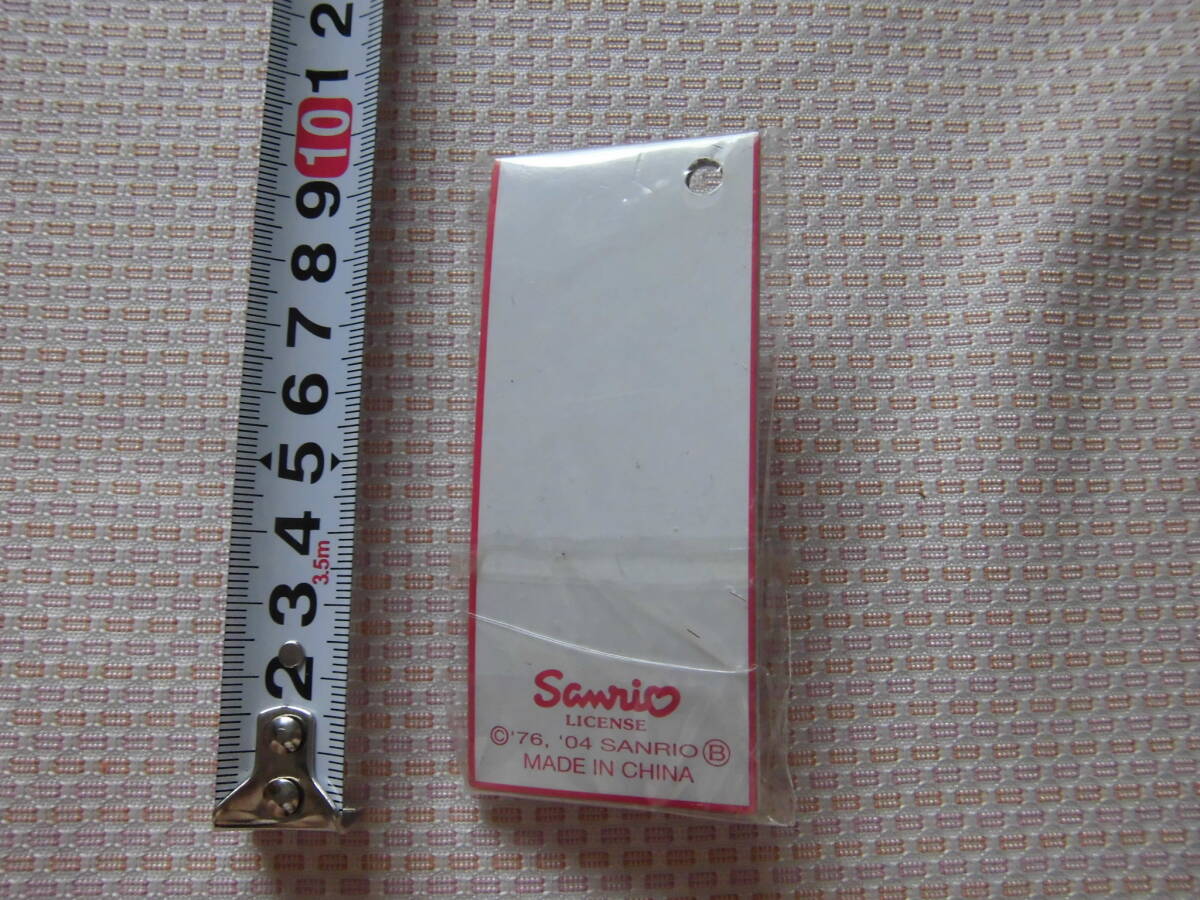 2
1
10
9
8
7
6
5
4
3.5m
3
2
Sanrio
LICENSE
©'76, '04 SANRIO Ⓑ
MADE IN CHINA